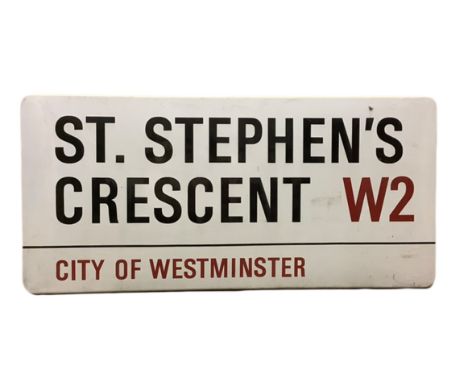 ST. STEPHEN'S
CRESCENT W2
CITY OF WESTMINSTER